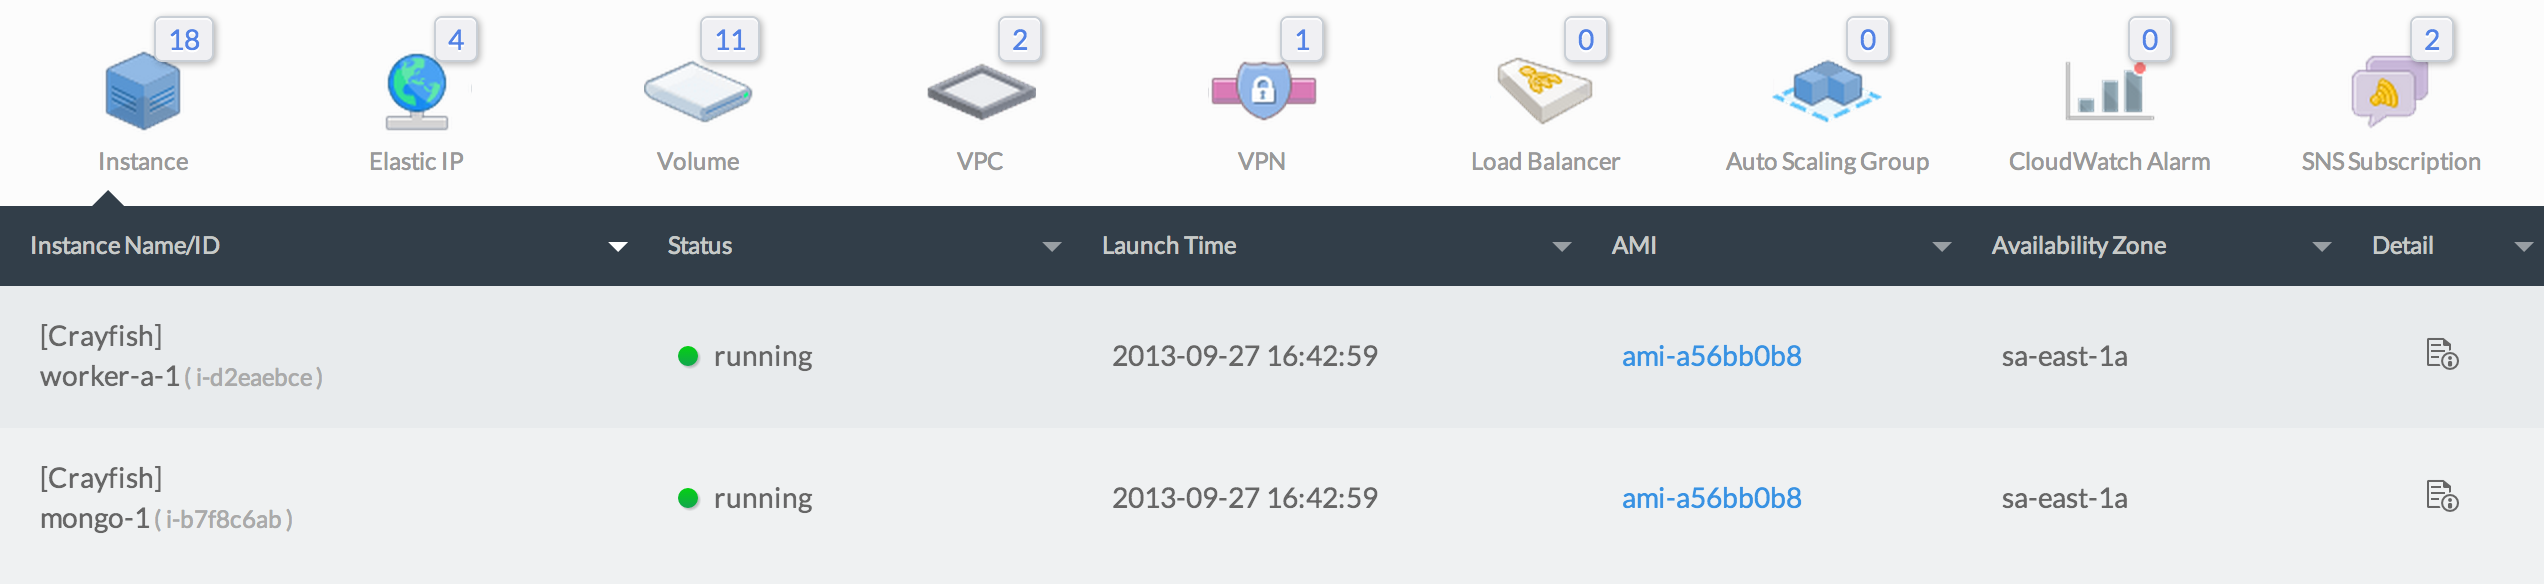 18 4 11 2 1 0 0 0 2
Instance Elastic IP Volume VPC VPN Load Balancer Auto Scaling Group CloudWatch Alarm SNS Subscription
Instance Name/ID Status Launch Time AMI Availability Zone Detail
[Crayfish]
worker-a-1 ( i-d2eaebce ) running 2013-09-27 16:42:59 ami-a56bb0b8 sa-east-1a
[Crayfish]
mongo-1 ( i-b7f8c6ab ) running 2013-09-27 16:42:59 ami-a56bb0b8 sa-east-1a